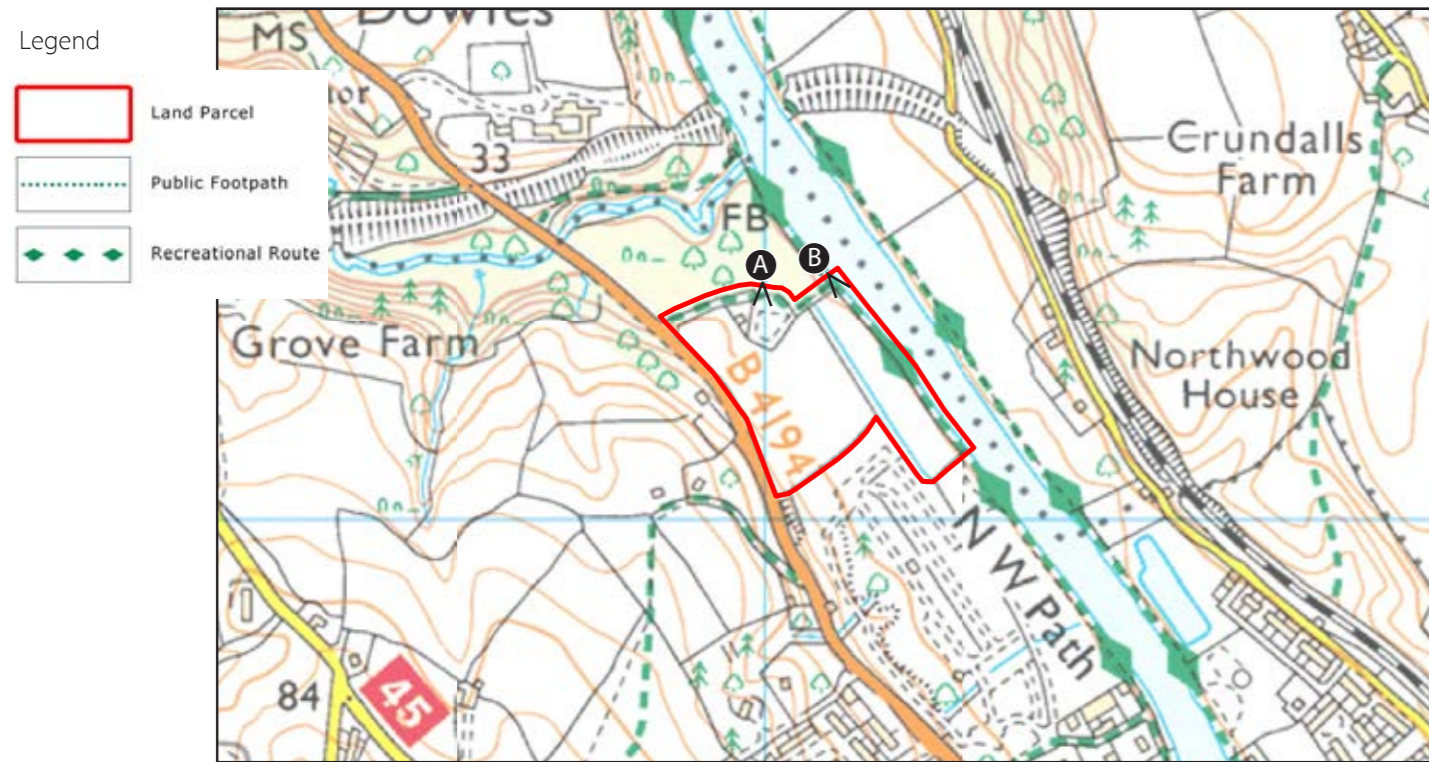 Legend
Land Parcel
Public Footpath
Recreational Route
Dowles
MS
33
FB
A
B
Crundalls
Farm
Grove Farm
Northwood
House
B 4194
N W Path
84
45